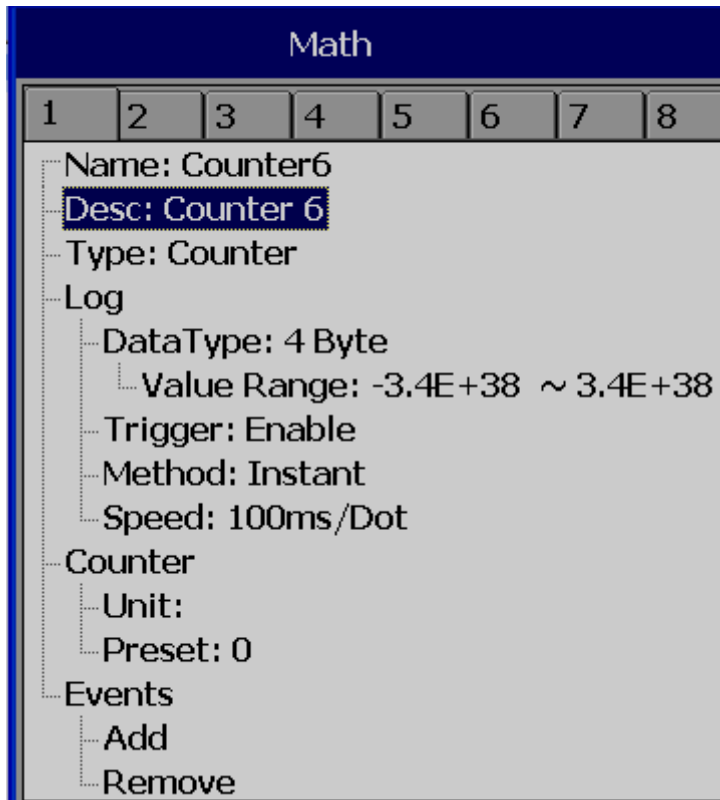 Math
1 2 3 4 5 6 7 8
Name: Counter6
Desc: Counter 6
Type: Counter
Log
DataType: 4 Byte
Value Range: -3.4E+38 ~ 3.4E+38
Trigger: Enable
Method: Instant
Speed: 100ms/Dot
Counter
Unit:
Preset: 0
Events
Add
Remove